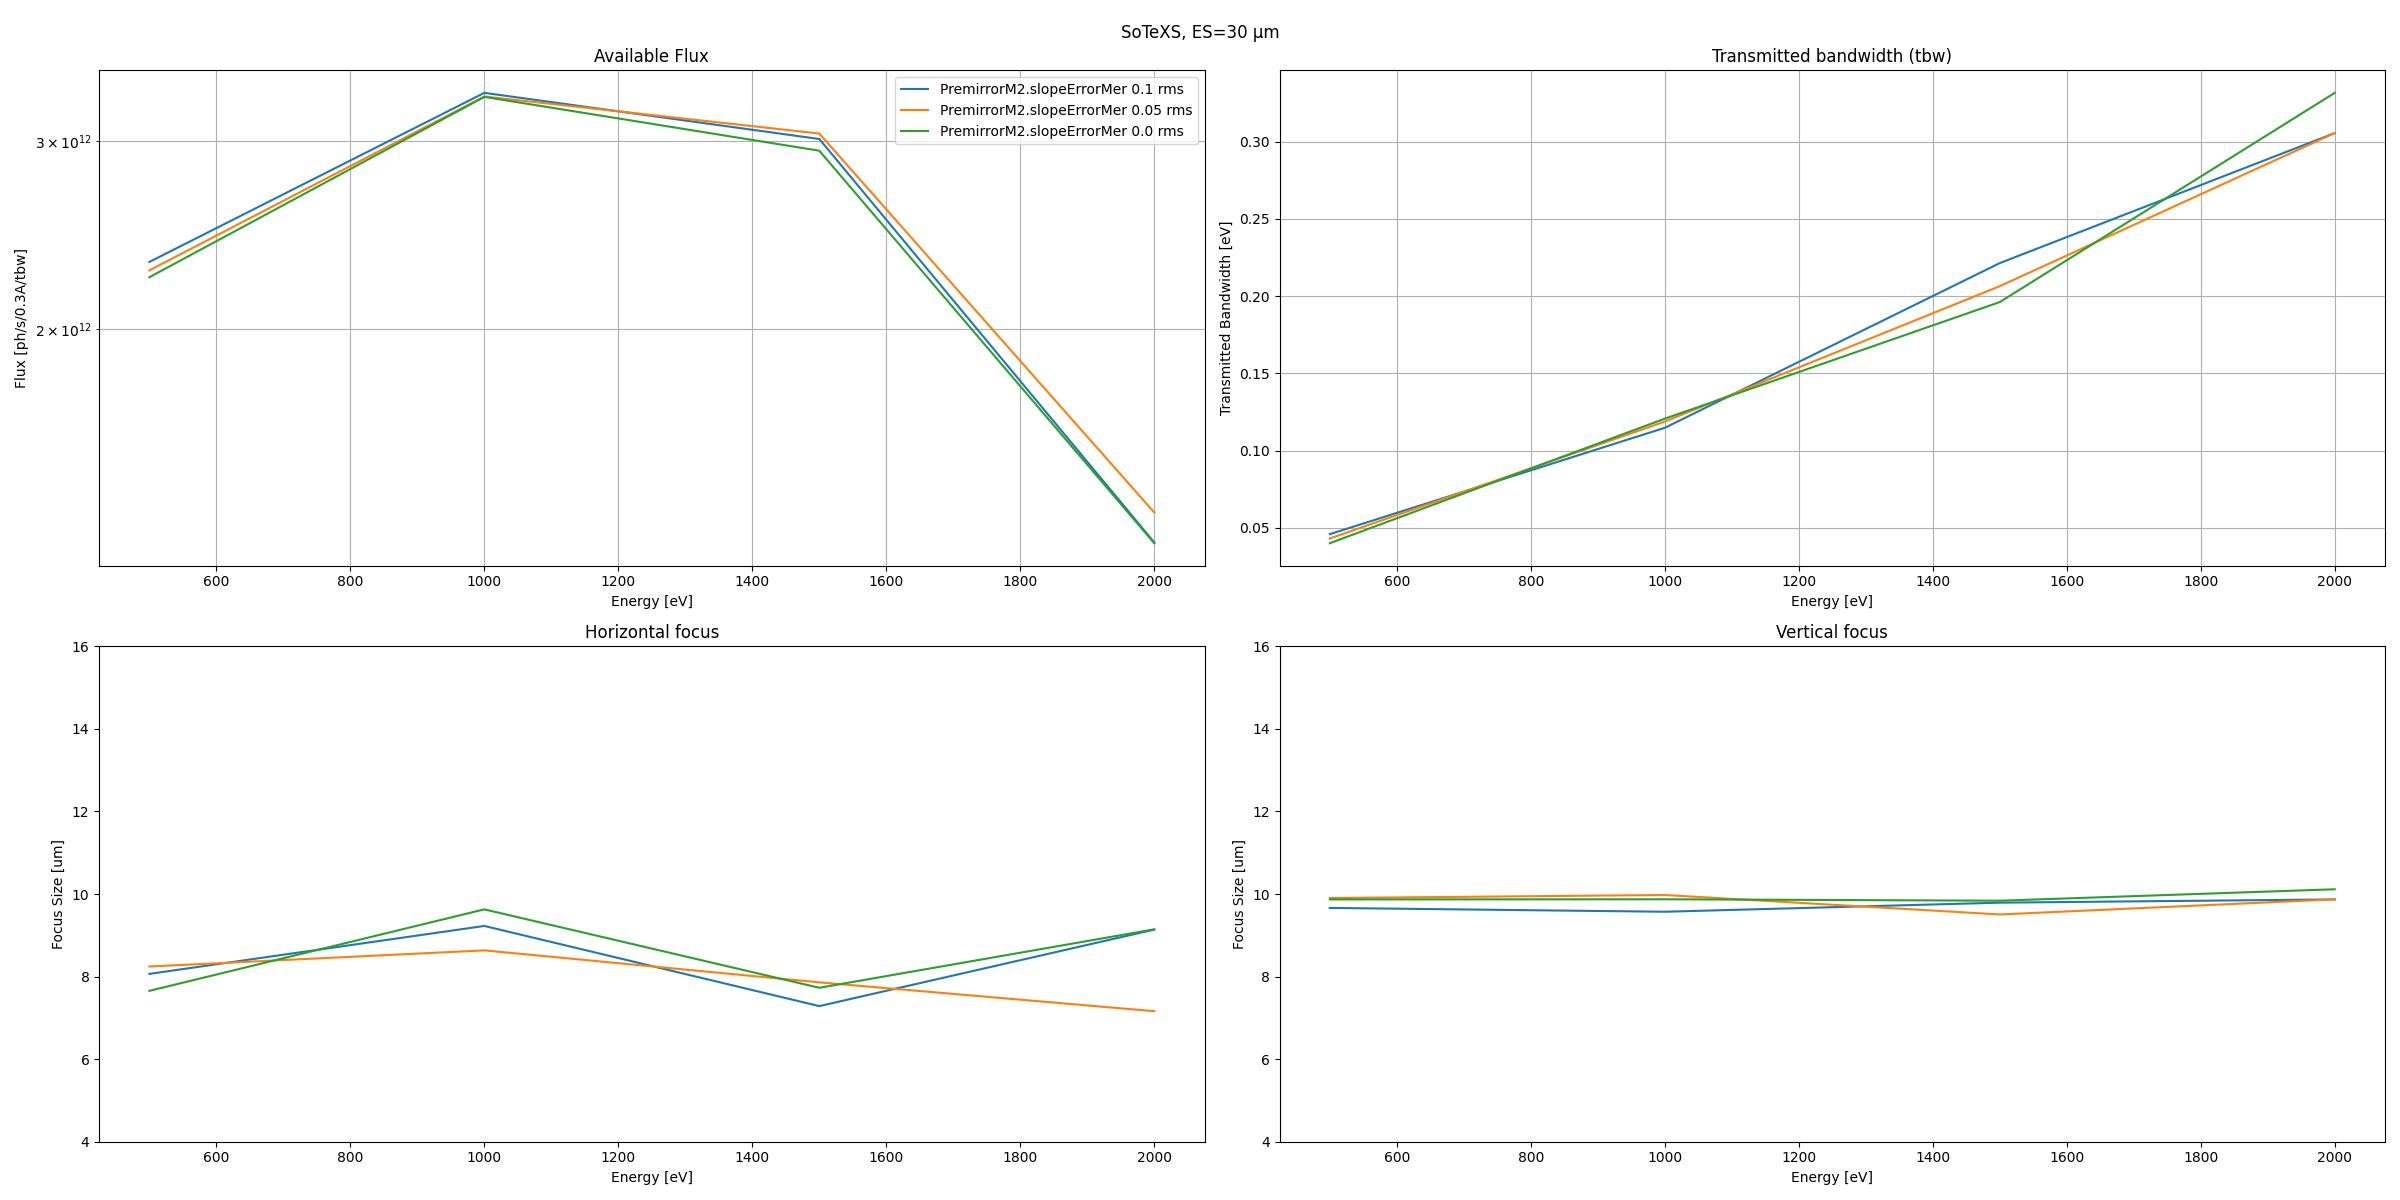 SoTeXS, ES=30 µm
Available Flux
Flux [ph/s/0.3A/tbw]
3 × 10¹²
2 × 10¹²
PremirrorM2.slopeErrorMer 0.1 rms
PremirrorM2.slopeErrorMer 0.05 rms
PremirrorM2.slopeErrorMer 0.0 rms
600 800 1000 1200 1400 1600 1800 2000
Energy [eV]
Transmitted bandwidth (tbw)
Transmitted Bandwidth [eV]
0.30
0.25
0.20
0.15
0.10
0.05
600 800 1000 1200 1400 1600 1800 2000
Energy [eV]
Horizontal focus
Focus Size [um]
16
14
12
10
8
6
4
600 800 1000 1200 1400 1600 1800 2000
Energy [eV]
Vertical focus
Focus Size [um]
16
14
12
10
8
6
4
600 800 1000 1200 1400 1600 1800 2000
Energy [eV]